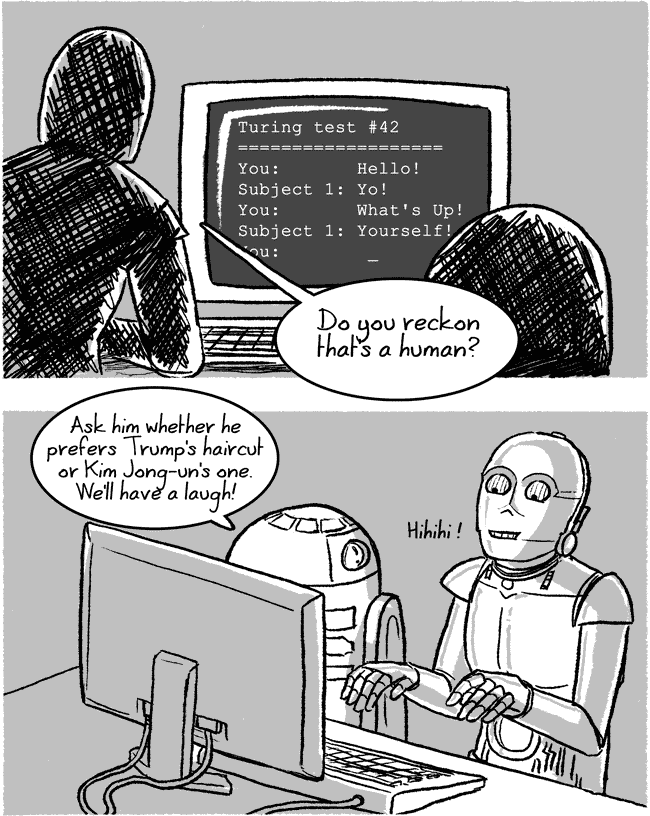 Turing test #42
===================
You: Hello!
Subject 1: Yo!
You: What's Up!
Subject 1: Yourself!
You: _
Do you reckon
that's a human?
Ask him whether he
prefers Trump's haircut
or Kim Jong-un's one.
We'll have a laugh!
Hihihi !